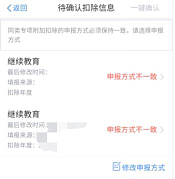 返回 待确认扣除信息 一键确认
同类专项附加扣除的申报方式必须保持一致，请选择申报
方式
继续教育
最后修改时间：
填报来源：
扣除年度
申报方式不一致
继续教育
最后修改时间：
填报来源：
扣除年度：
申报方式不一致
修改申报方式